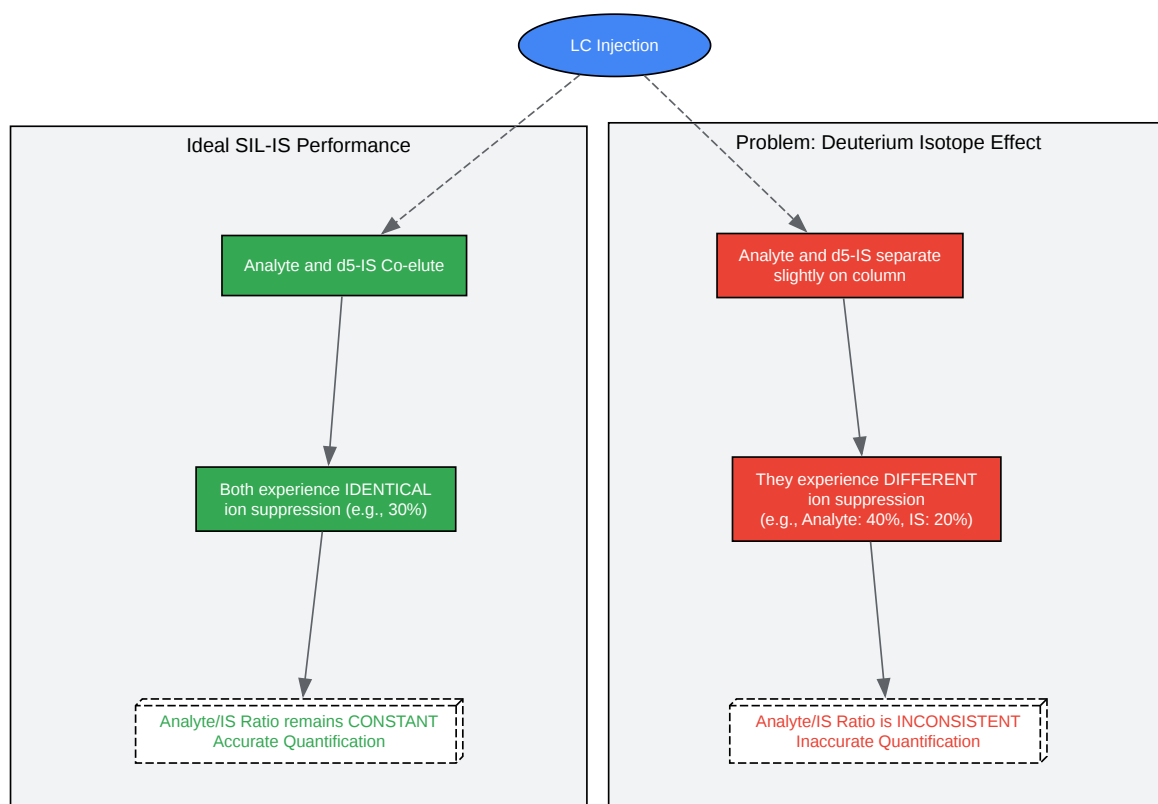 LC Injection
Ideal SIL-IS Performance
Analyte and d5-IS Co-elute
Both experience IDENTICAL
ion suppression (e.g., 30%)
Analyte/IS Ratio remains CONSTANT
Accurate Quantification
Problem: Deuterium Isotope Effect
Analyte and d5-IS separate
slightly on column
They experience DIFFERENT
ion suppression
(e.g., Analyte: 40%, IS: 20%)
Analyte/IS Ratio is INCONSISTENT
Inaccurate Quantification